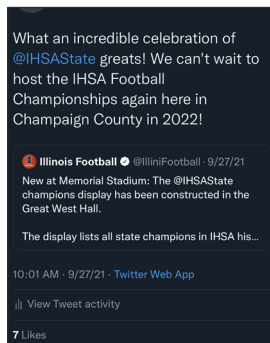 What an incredible celebration of
@IHSAState greats! We can't wait to
host the IHSA Football
Championships again here in
Champaign County in 2022!
Illinois Football @IlliniFootball · 9/27/21
New at Memorial Stadium: The @IHSAState
champions display has been constructed in the
Great West Hall.
The display lists all state champions in IHSA his...
10:01 AM · 9/27/21 · Twitter Web App
View Tweet activity
7 Likes